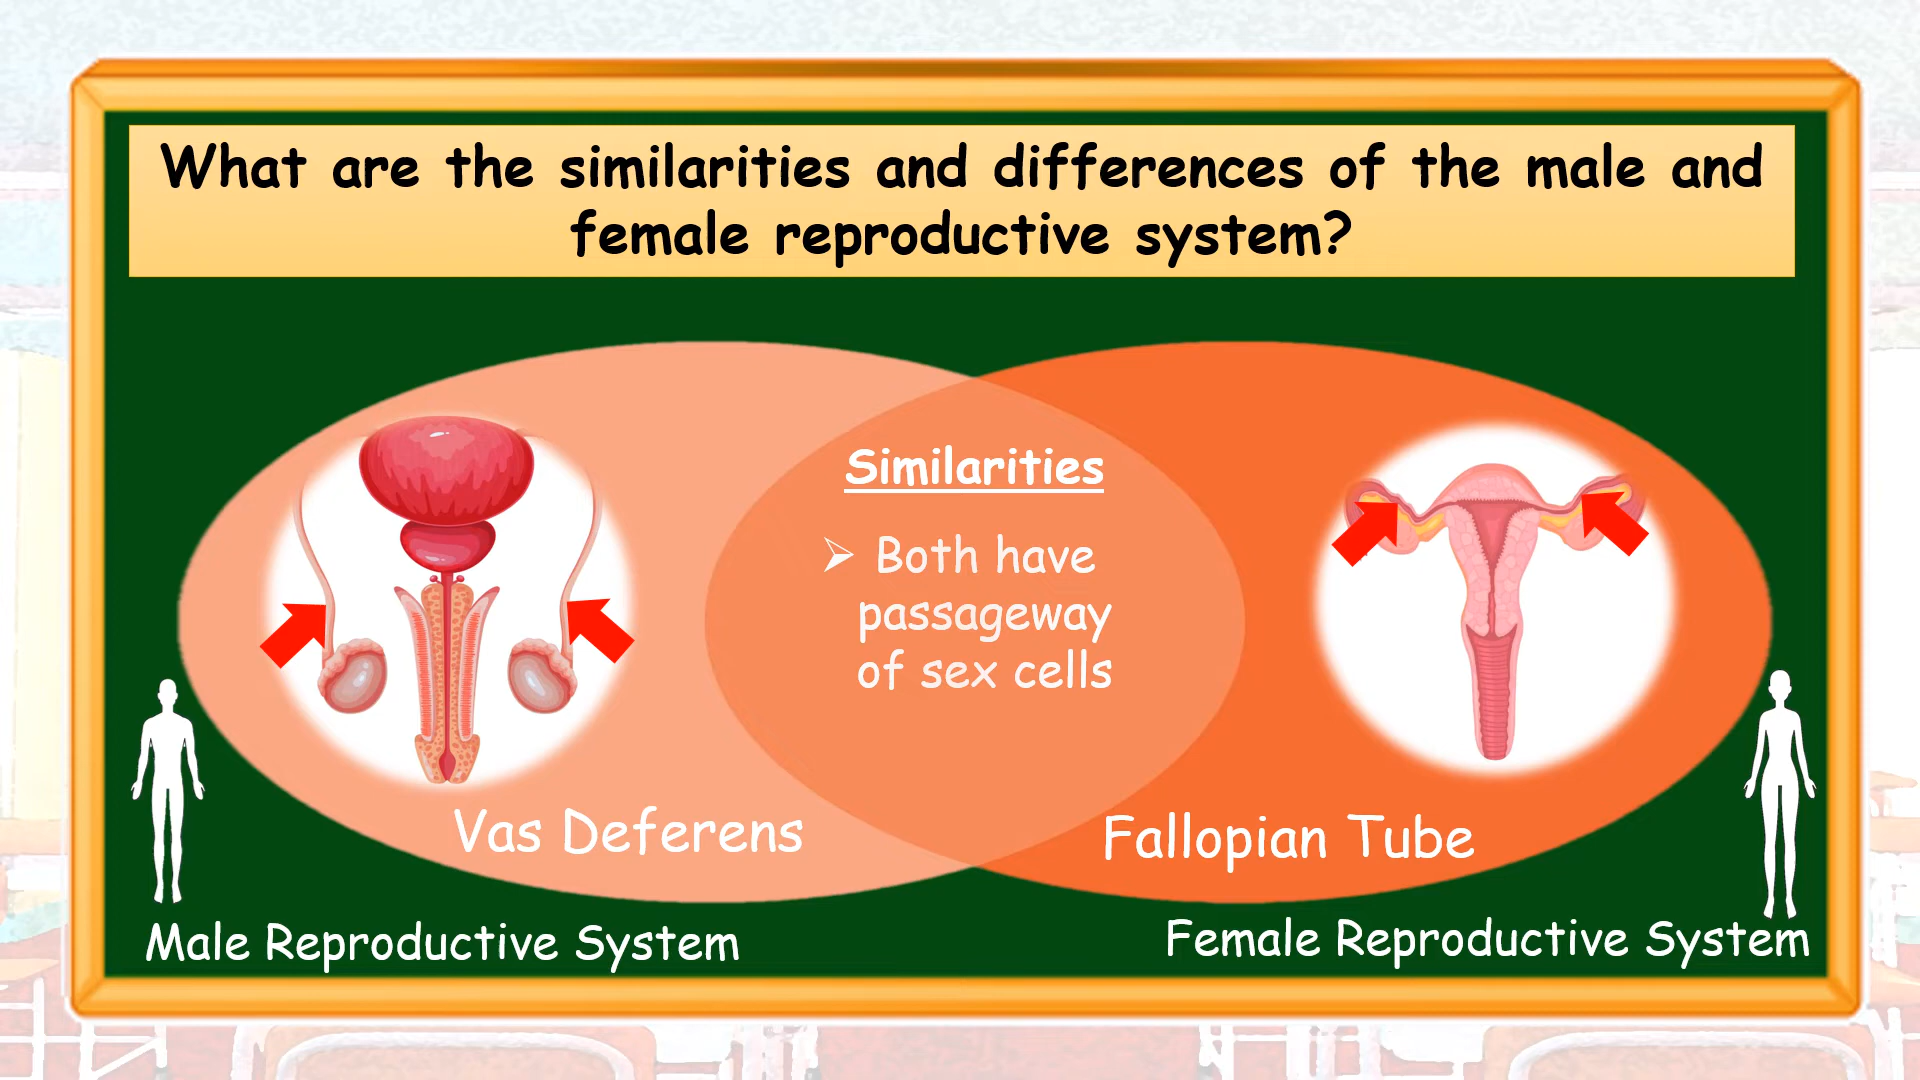 What are the similarities and differences of the male and
female reproductive system?
Similarities
➢ Both have
passageway
of sex cells
Vas Deferens
Fallopian Tube
Male Reproductive System
Female Reproductive System